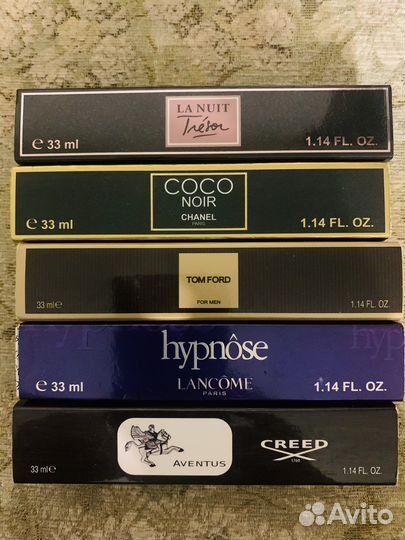 LA NUIT
Trésor
℮ 33 ml
1.14 FL. OZ.
COCO
NOIR
CHANEL
PARIS
℮ 33 ml
1.14 FL. OZ.
TOM FORD
FOR MEN
33 ml℮
1.14 FL. OZ.
hypnôse
LANCÔME
PARIS
℮ 33 ml
1.14 FL. OZ.
hyp
AVENTUS
CREED
1760
33 ml℮
1.14 FL. OZ.
Avito